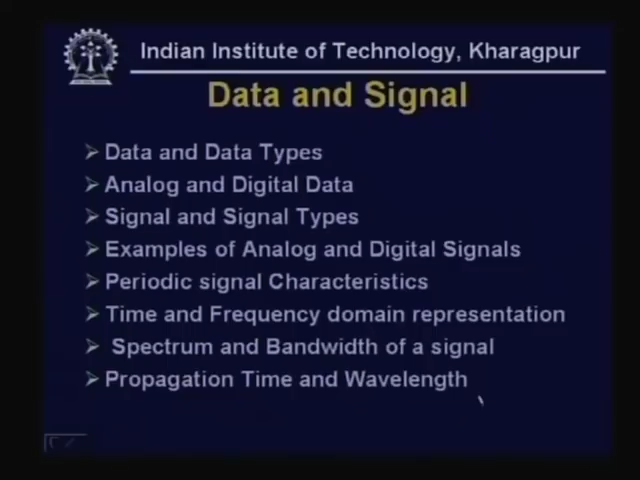 Indian Institute of Technology, Kharagpur
Data and Signal
Data and Data Types
Analog and Digital Data
Signal and Signal Types
Examples of Analog and Digital Signals
Periodic signal Characteristics
Time and Frequency domain representation
Spectrum and Bandwidth of a signal
Propagation Time and Wavelength